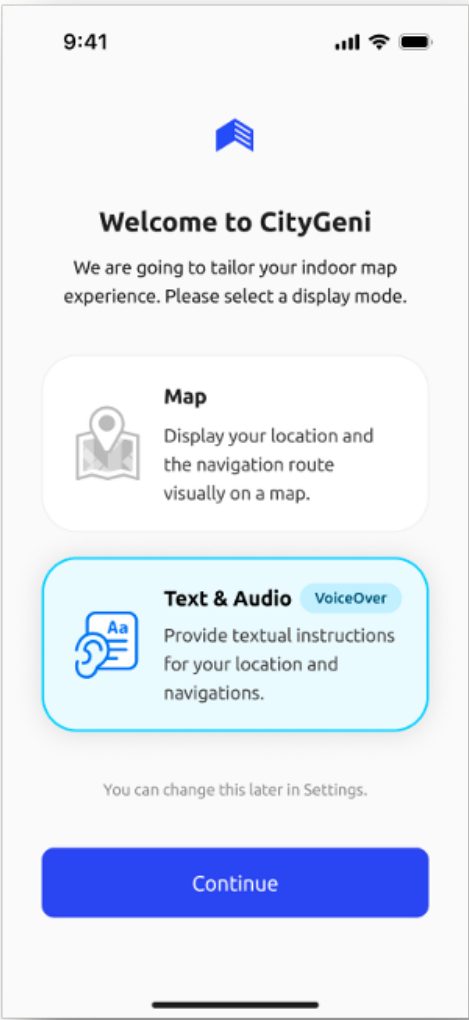 9:41
Welcome to CityGeni
We are going to tailor your indoor map
experience. Please select a display mode.
Map
Display your location and
the navigation route
visually on a map.
Text & Audio VoiceOver
Aa
Provide textual instructions
for your location and
navigations.
You can change this later in Settings.
Continue